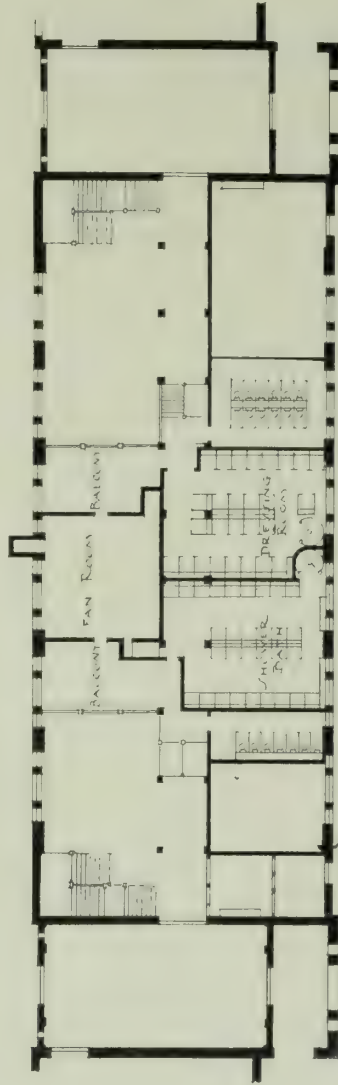 BALCONY
FAN ROOM
BALCONY
DRESSING
ROOM
SHOWER
BATH